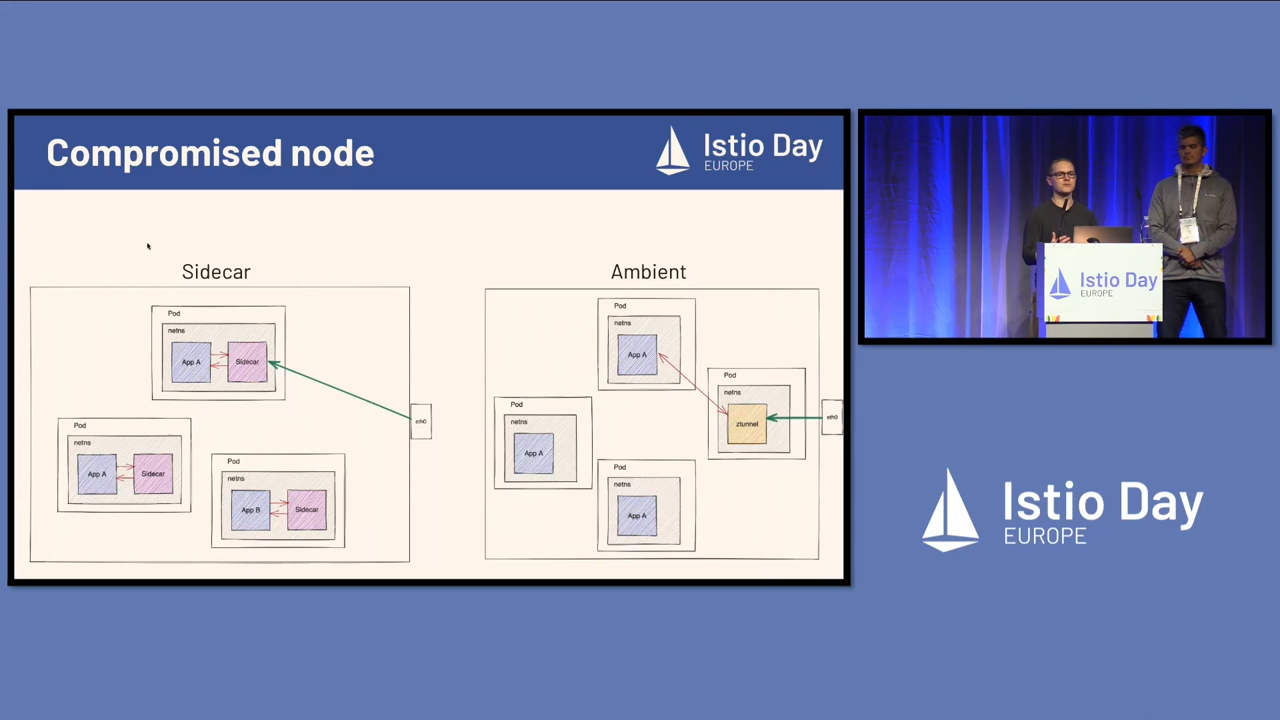 Compromised node
Istio Day
EUROPE
Sidecar
Pod
netns
App A
Sidecar
eth0
Pod
netns
App A
Sidecar
Pod
netns
App B
Sidecar
Ambient
Pod
netns
App A
Pod
netns
ztunnel
eth0
Pod
netns
App A
Pod
netns
App A
Istio Day
EUROPE
Istio Day
EUROPE